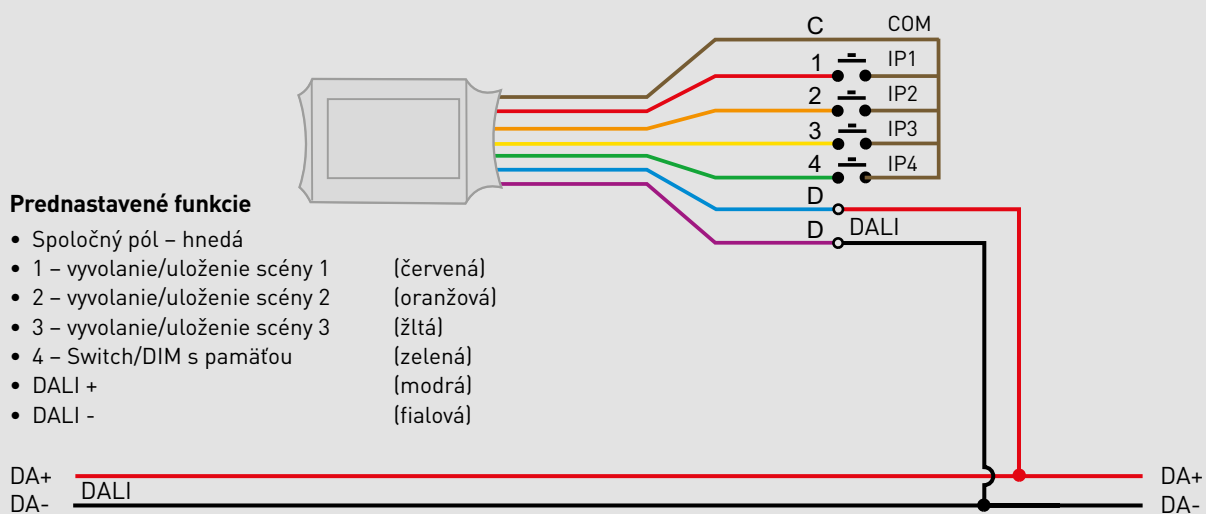 C COM
1 IP1
2 IP2
3 IP3
4 IP4
D
D DALI
Prednastavené funkcie
• Spoločný pól – hnedá
• 1 – vyvolanie/uloženie scény 1 (červená)
• 2 – vyvolanie/uloženie scény 2 (oranžová)
• 3 – vyvolanie/uloženie scény 3 (žltá)
• 4 – Switch/DIM s pamäťou (zelená)
• DALI + (modrá)
• DALI - (fialová)
DA+ DA+
DALI
DA- DA-